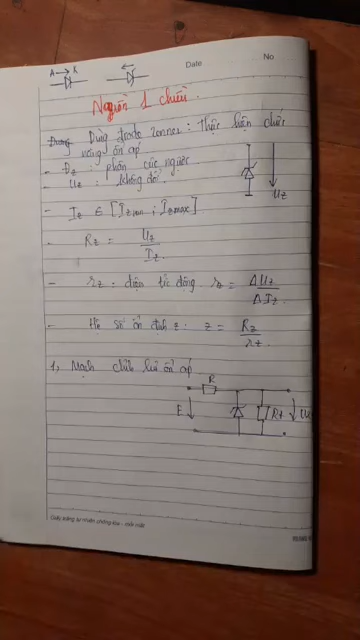 Date No
A K
Nguồn 1 chiều.
Dùng diode zenner: thực hiện chức
năng ổn áp
- Dz: phân cực ngược
- Uz: không đổi
Uz
- Iz ∈ [Izmin ; Izmax]
- Rz = Uz / Iz
- rz: điện trở động. rz = ΔUz / ΔIz
- Hệ số ổn định z: z = Rz / rz
1, Mạch chỉnh lưu ổn áp
R
E Rt